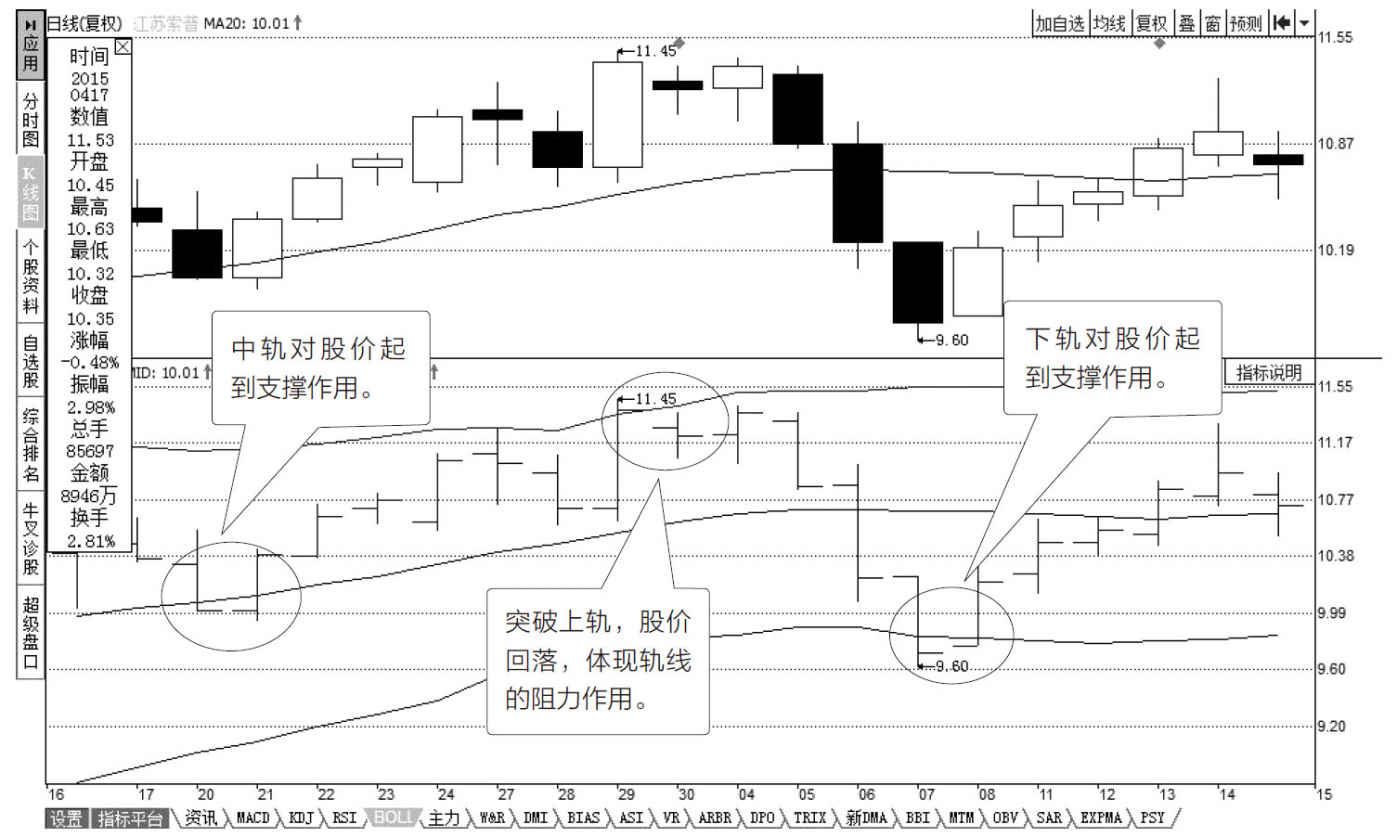 日线(复权) 江苏索普 MA20: 10.01↑
加自选 均线 复权 叠 窗 预测
应用
分时图
K线图
个股资料
自选股
综合排名
牛叉诊股
超级盘口
时间
2015
0417
数值
11.53
开盘
10.45
最高
10.63
最低
10.32
收盘
10.35
涨幅
-0.48%
振幅
2.98%
总手
85697
金额
8946万
换手
2.81%
11.45
9.60
11.55
10.87
10.19
MID: 10.01↑
↑
指标说明
中轨对股价起
到支撑作用。
下轨对股价起
到支撑作用。
突破上轨，股价
回落，体现轨线
的阻力作用。
11.45
9.60
11.55
11.17
10.77
10.38
9.99
9.60
9.20
16 17 20 21 22 23 24 27 28 29 30 04 05 06 07 08 11 12 13 14 15
设置 指标平台 资讯 MACD KDJ RSI BOLL 主力 W&R DMI BIAS ASI VR ARBR DPO TRIX 新DMA BBI MTM OBV SAR EXPMA PSY